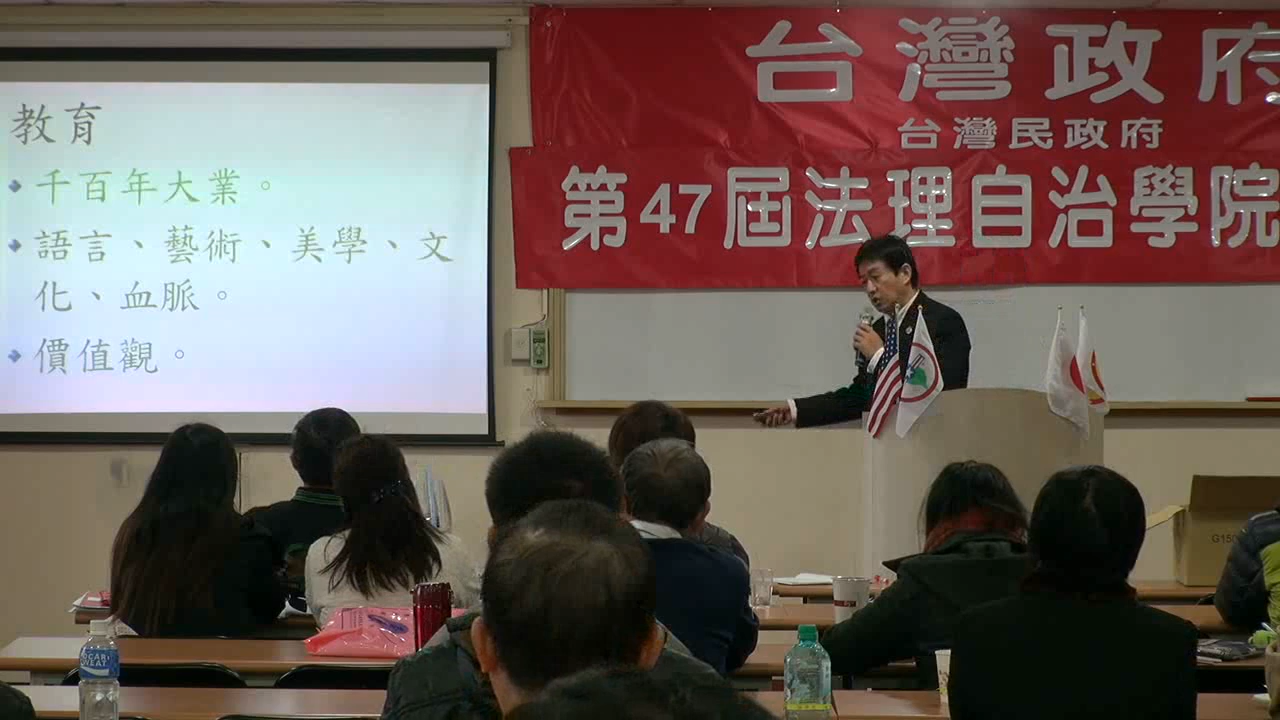 教育
千百年大業。
語言、藝術、美學、文
化、血脈。
價值觀。
台灣政府
台灣民政府
第47屆法理自治學院
POCARI
SWEAT